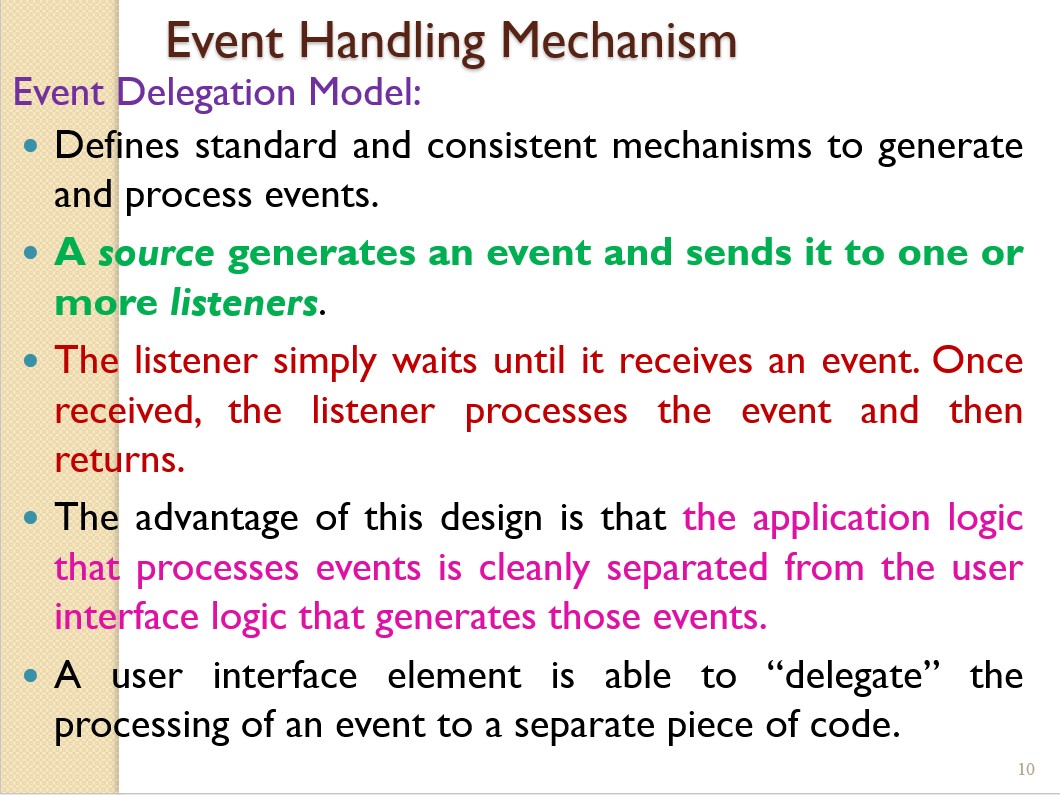 Event Handling Mechanism
Event Delegation Model:
• Defines standard and consistent mechanisms to generate
and process events.
• A source generates an event and sends it to one or
more listeners.
• The listener simply waits until it receives an event. Once
received, the listener processes the event and then
returns.
• The advantage of this design is that the application logic
that processes events is cleanly separated from the user
interface logic that generates those events.
• A user interface element is able to “delegate” the
processing of an event to a separate piece of code.
10